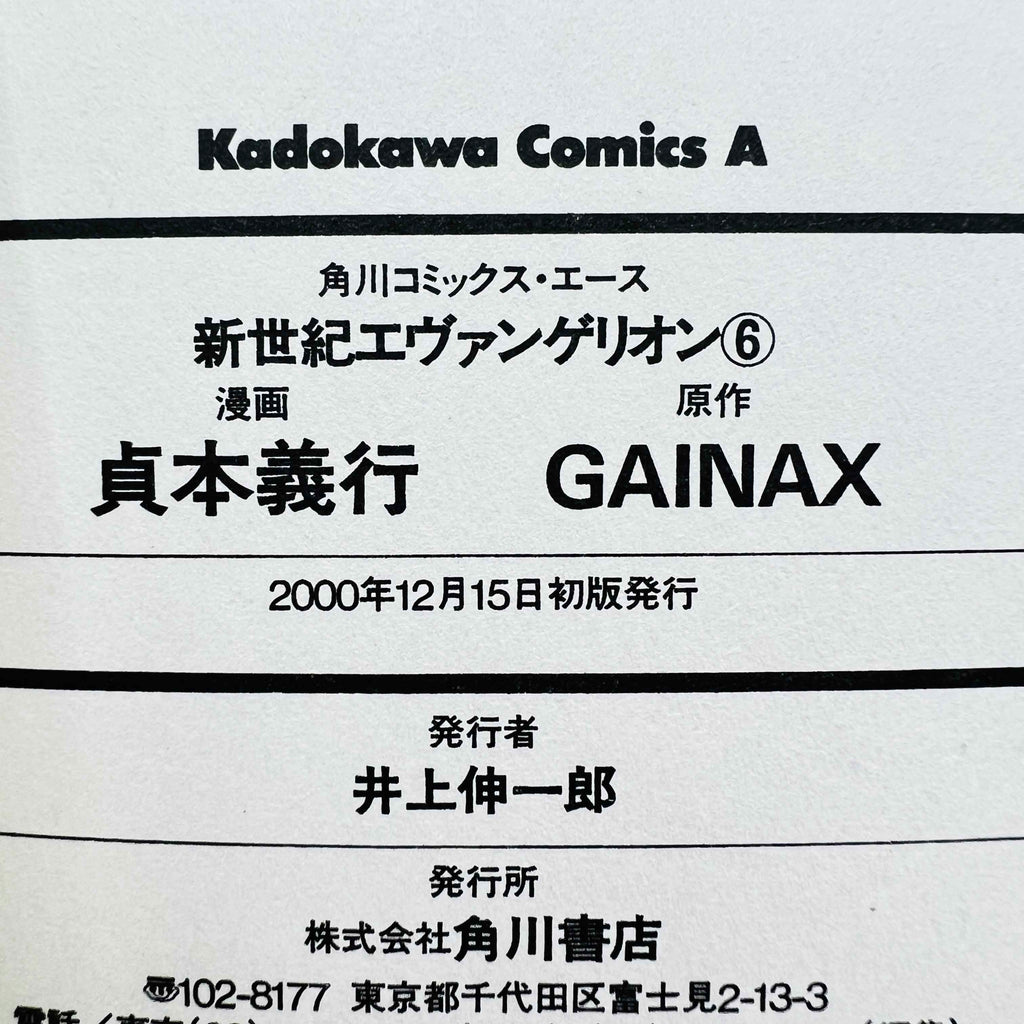 Kadokawa Comics A
角川コミックス・エース
新世紀エヴァンゲリオン⑥
漫画 原作
貞本義行 GAINAX
2000年12月15日初版発行
発行者
井上伸一郎
発行所
株式会社角川書店
〠102-8177 東京都千代田区富士見2-13-3